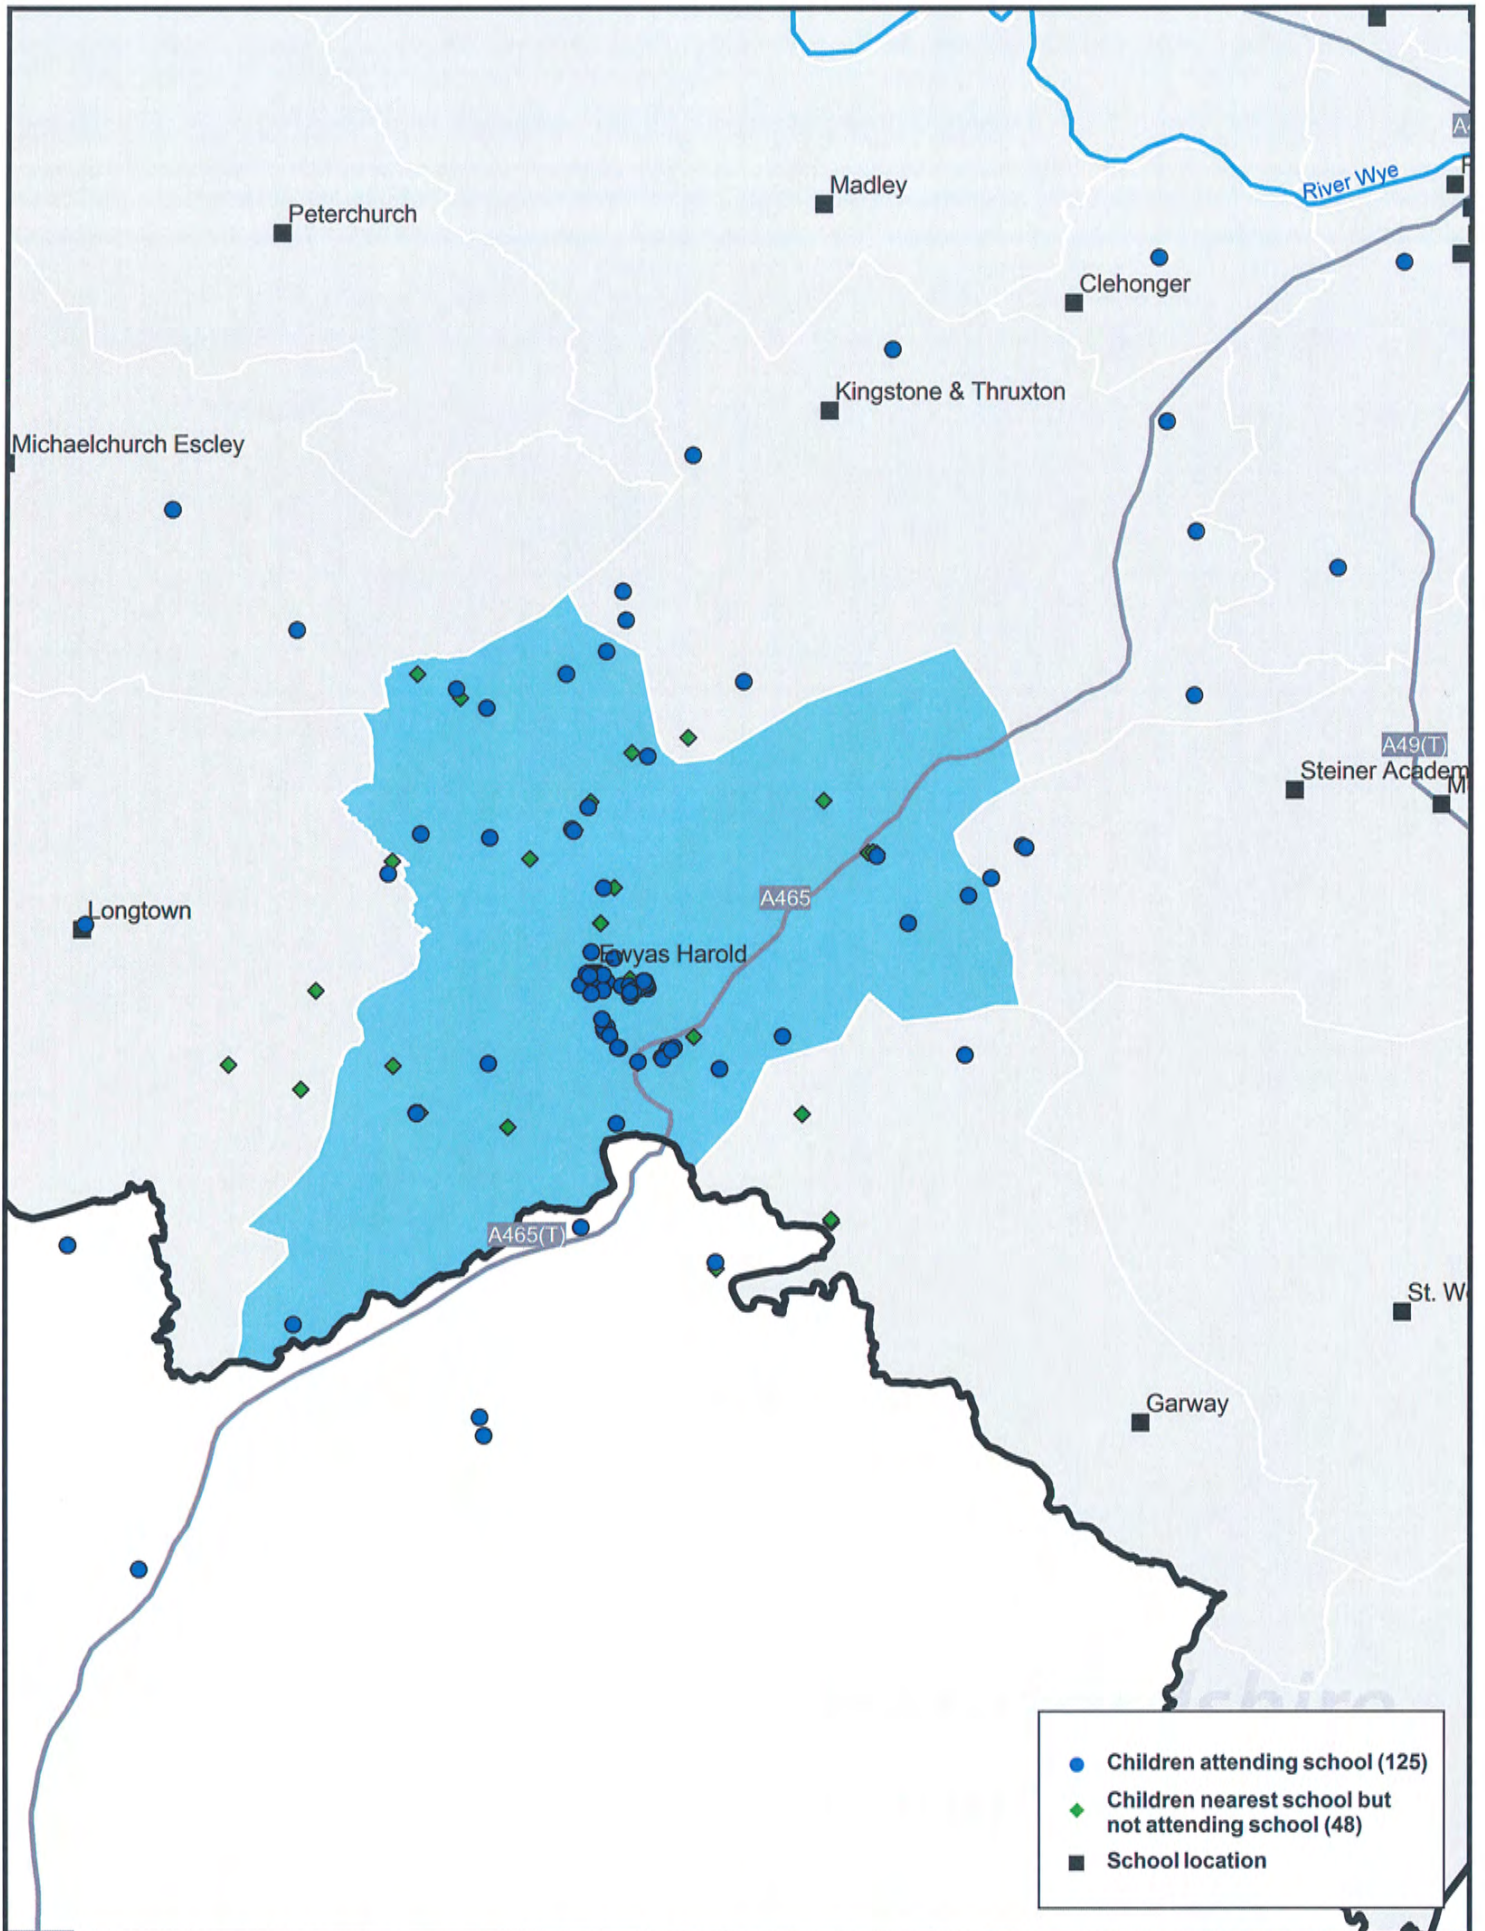 River Wye
Madley
Peterchurch
Clehonger
Kingstone & Thruxton
Michaelchurch Escley
A49(T)
Steiner Academ
M
A465
Longtown
Ewyas Harold
A465(T)
St. W
Garway
Children attending school (125)
Children nearest school but
not attending school (48)
School location